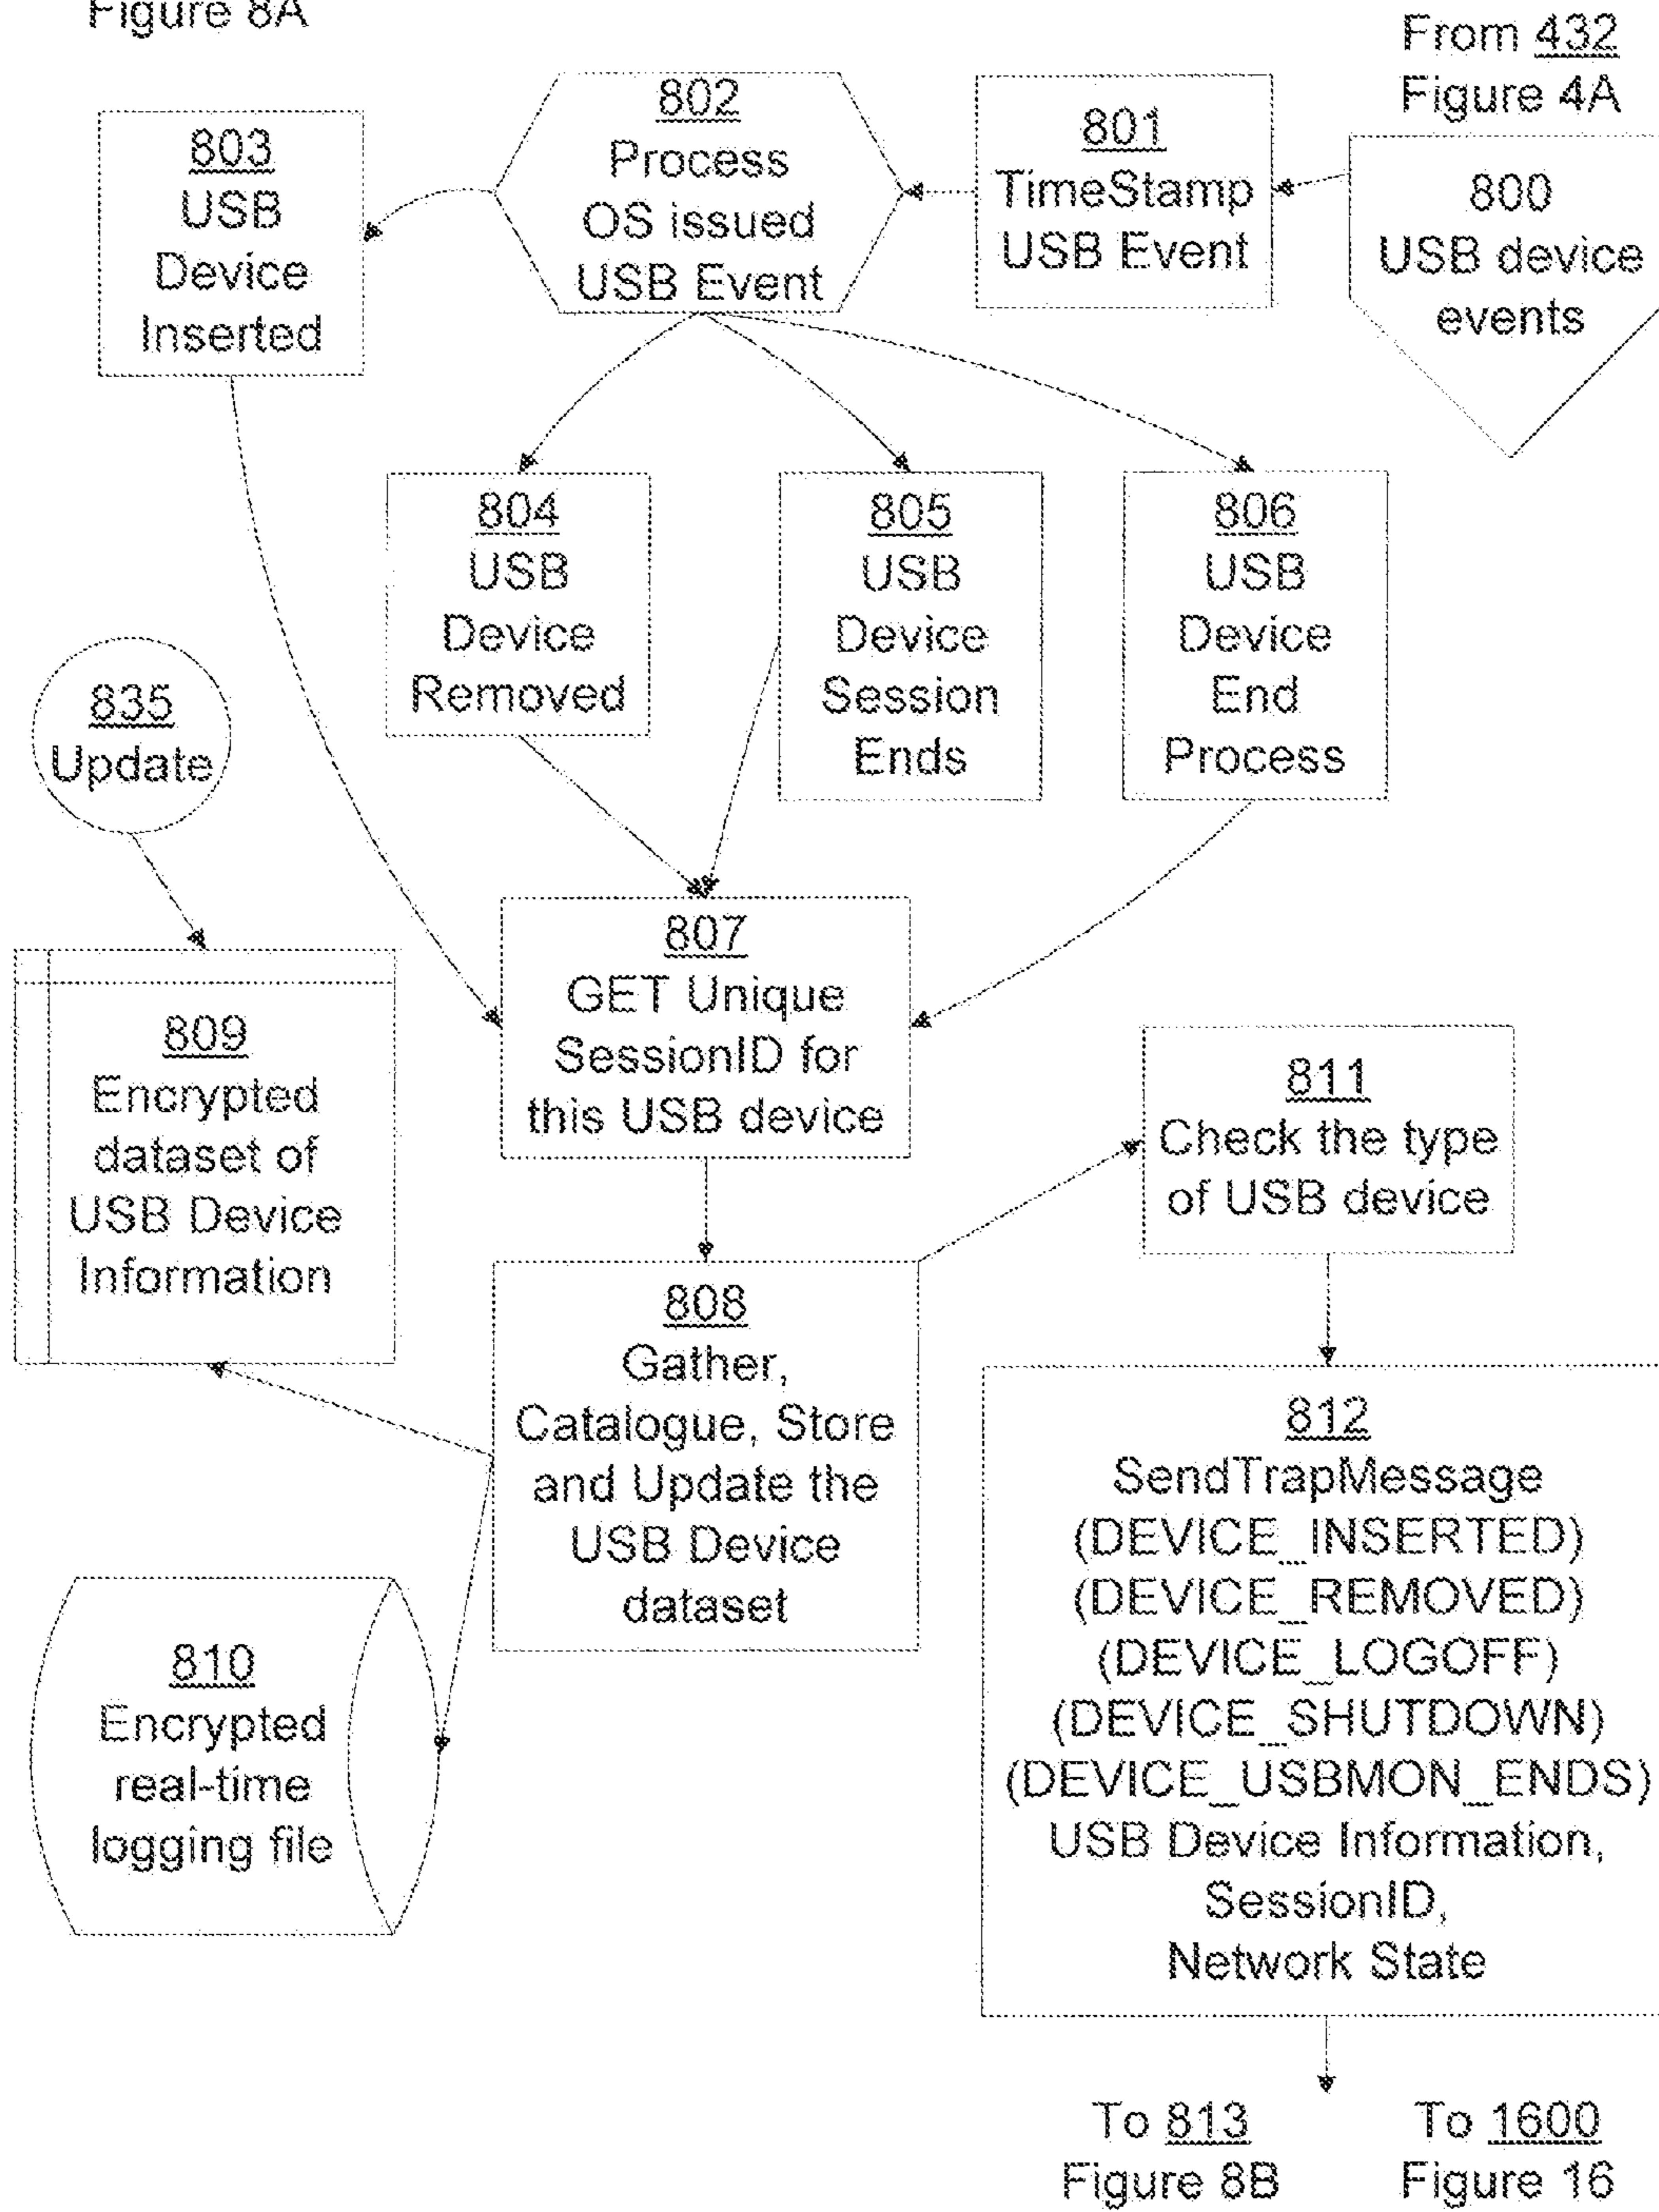 Figure 8A
From 432
Figure 4A
800
USB device
events
801
TimeStamp
USB Event
802
Process
OS issued
USB Event
803
USB
Device
Inserted
804
USB
Device
Removed
805
USB
Device
Session
Ends
806
USB
Device
End
Process
835
Update
807
GET Unique
SessionID for
this USB device
809
Encrypted
dataset of
USB Device
Information
811
Check the type
of USB device
808
Gather,
Catalogue, Store
and Update the
USB Device
dataset
810
Encrypted
real-time
logging file
812
SendTrapMessage
(DEVICE_INSERTED)
(DEVICE_REMOVED)
(DEVICE_LOGOFF)
(DEVICE_SHUTDOWN)
(DEVICE_USBMON_ENDS)
USB Device Information,
SessionID,
Network State
To 813
Figure 8B
To 1600
Figure 16